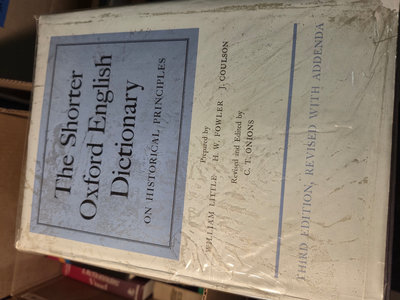 The Shorter
Oxford English
Dictionary
ON HISTORICAL PRINCIPLES
Prepared by
WILLIAM LITTLE · H. W. FOWLER · J. COULSON
Revised and Edited by
C. T. ONIONS
THIRD EDITION, REVISED WITH ADDENDA